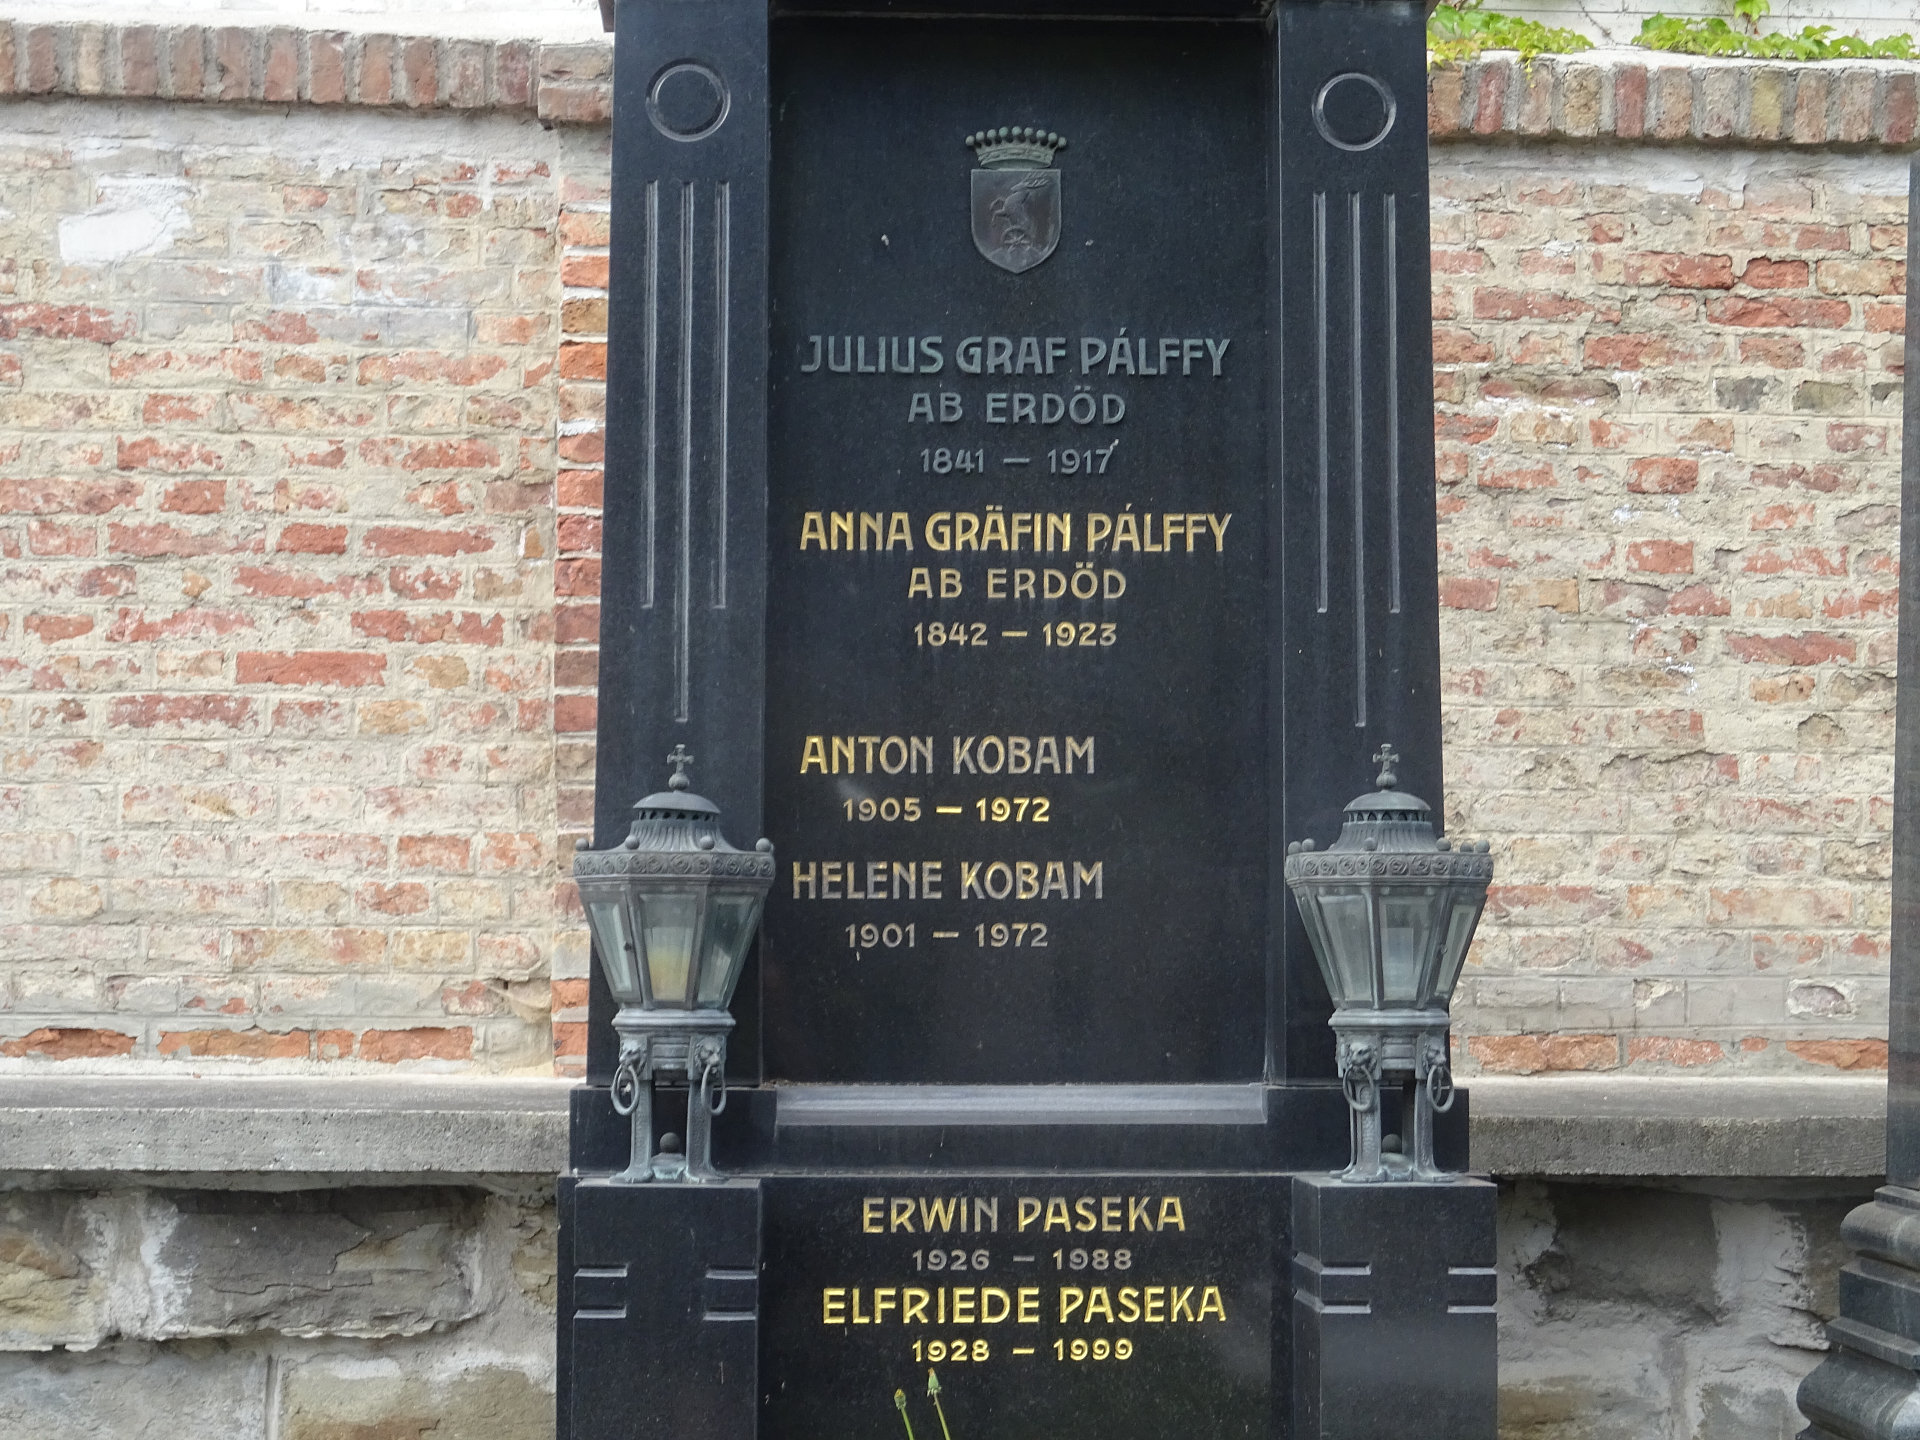 JULIUS GRAF PÁLFFY
AB ERDÖD
1841 – 1917
ANNA GRÄFIN PÁLFFY
AB ERDÖD
1842 – 1923
ANTON KOBAM
1905 – 1972
HELENE KOBAM
1901 – 1972
ERWIN PASEKA
1926 – 1988
ELFRIEDE PASEKA
1928 – 1999